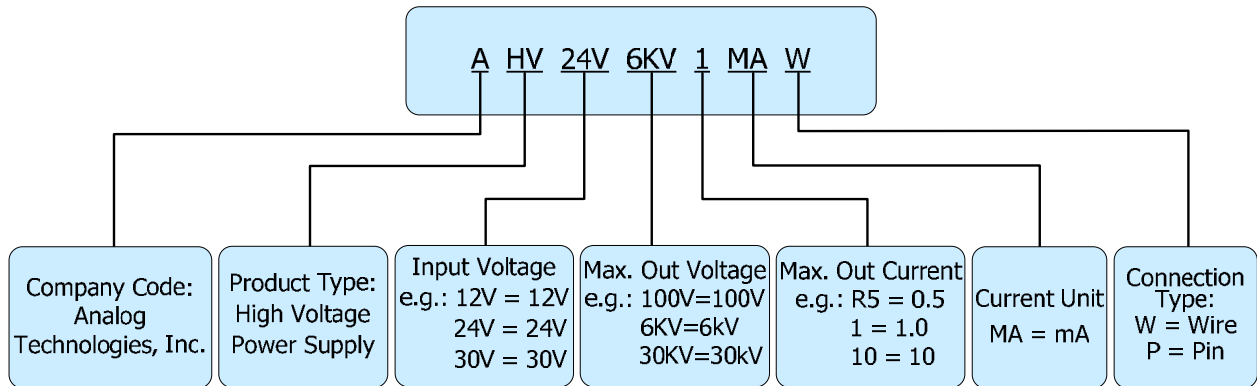 A HV 24V 6KV 1 MA W
Company Code:
Analog
Technologies, Inc.
Product Type:
High Voltage
Power Supply
Input Voltage
e.g.: 12V = 12V
24V = 24V
30V = 30V
Max. Out Voltage
e.g.: 100V=100V
6KV=6kV
30KV=30kV
Max. Out Current
e.g.: R5 = 0.5
1 = 1.0
10 = 10
Current Unit
MA = mA
Connection
Type:
W = Wire
P = Pin